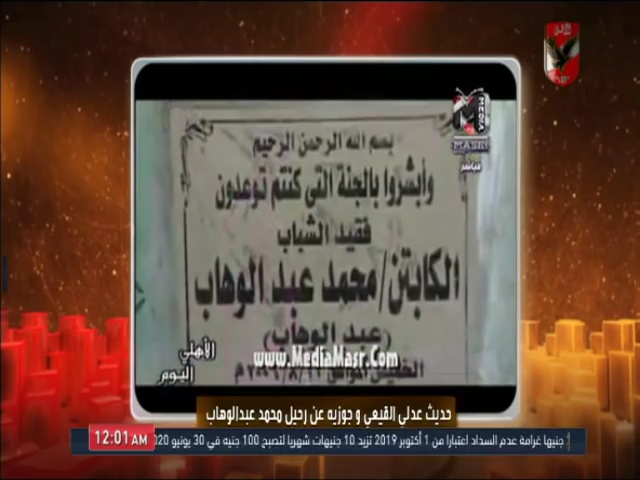 MEDIA
MASR
مباشر
بسم الله الرحمن الرحيم
وأبشروا بالجنة التى كنتم توعدون
فقيد الشباب
الكابتن/محمد عبد الوهاب
(عبد الوهاب)
www.MediaMasr.Com
الأهلي
اليوم
حديث عدلي القيعي و جوزيه عن رحيل محمد عبدالوهاب
جنيها غرامة عدم السداد اعتبارا من 1 أكتوبر 2019 تزيد 10 جنيهات شهريا لتصبح 100 جنيه في 30 يونيو 020
12:01 AM